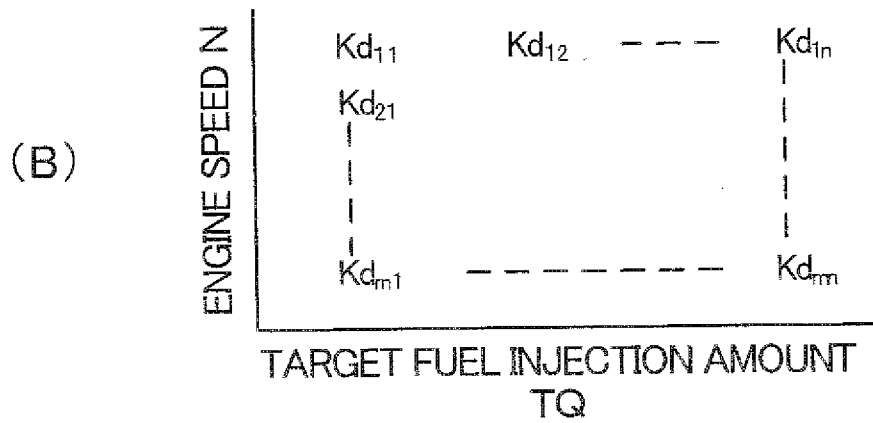 (B)
ENGINE SPEED N
Kd₁₁ Kd₁₂ Kd₁ₙ
Kd₂₁
Kdₘ₁ Kdₘₙ
TARGET FUEL INJECTION AMOUNT
TQ